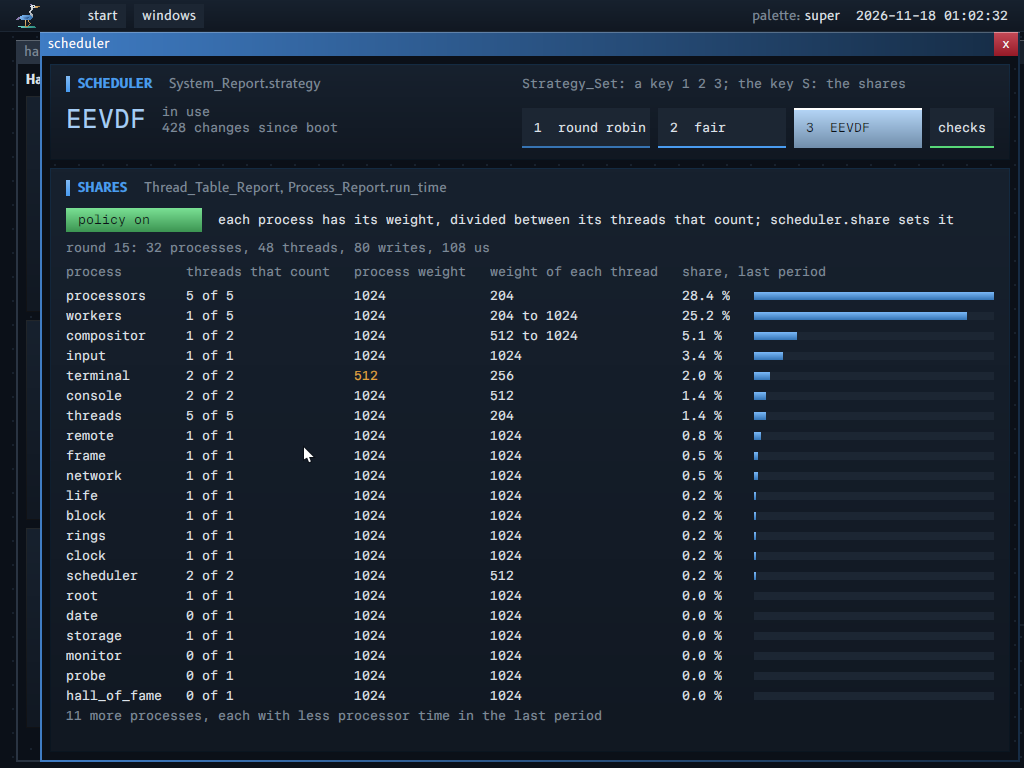 start windows palette: super 2026-11-18 01:02:32
ha scheduler x
Ha
SCHEDULER System_Report.strategy Strategy_Set: a key 1 2 3; the key S: the shares
EEVDF in use
428 changes since boot
1 round robin 2 fair 3 EEVDF checks
SHARES Thread_Table_Report, Process_Report.run_time
policy on each process has its weight, divided between its threads that count; scheduler.share sets it
round 15: 32 processes, 48 threads, 80 writes, 108 us
process threads that count process weight weight of each thread share, last period
processors 5 of 5 1024 204 28.4 %
workers 1 of 5 1024 204 to 1024 25.2 %
compositor 1 of 2 1024 512 to 1024 5.1 %
input 1 of 1 1024 1024 3.4 %
terminal 2 of 2 512 256 2.0 %
console 2 of 2 1024 512 1.4 %
threads 5 of 5 1024 204 1.4 %
remote 1 of 1 1024 1024 0.8 %
frame 1 of 1 1024 1024 0.5 %
network 1 of 1 1024 1024 0.5 %
life 1 of 1 1024 1024 0.2 %
block 1 of 1 1024 1024 0.2 %
rings 1 of 1 1024 1024 0.2 %
clock 1 of 1 1024 1024 0.2 %
scheduler 2 of 2 1024 512 0.2 %
root 1 of 1 1024 1024 0.0 %
date 0 of 1 1024 1024 0.0 %
storage 1 of 1 1024 1024 0.0 %
monitor 0 of 1 1024 1024 0.0 %
probe 0 of 1 1024 1024 0.0 %
hall_of_fame 0 of 1 1024 1024 0.0 %
11 more processes, each with less processor time in the last period